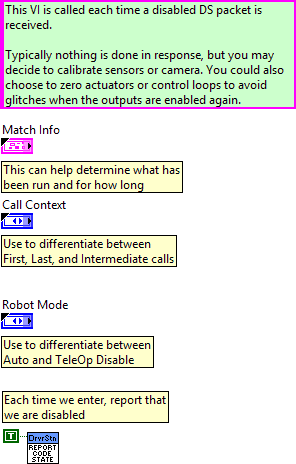 This VI is called each time a disabled DS packet is
received.
Typically nothing is done in response, but you may
decide to calibrate sensors or camera. You could also
choose to zero actuators or control loops to avoid
glitches when the outputs are enabled again.
Match Info
This can help determine what has
been run and for how long
Call Context
Use to differentiate between
First, Last, and Intermediate calls
Robot Mode
Use to differentiate between
Auto and TeleOp Disable
Each time we enter, report that
we are disabled
T
DrvrStn
REPORT
CODE
STATE